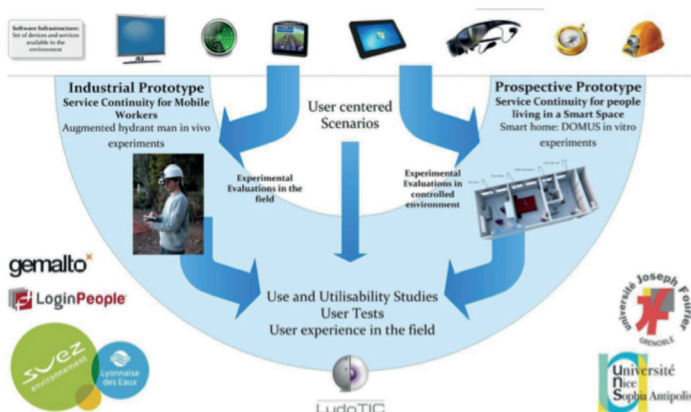 Software Infrastructure:
Set of devices and services
available in the
environment
Industrial Prototype
Service Continuity for Mobile
Workers
Augmented hydrant man in vivo
experiments
User centered
Scenarios
Prospective Prototype
Service Continuity for people
living in a Smart Space
Smart home: DOMUS in vitro
experiments
Experimental
Evaluations in the
field
Experimental
Evaluations in
controlled
environment
Use and Utilisability Studies
User Tests
User experience in the field
gemalto
LoginPeople
suez
environnement
Lyonnaise
des Eaux
LudoTIC
université Joseph Fourier
GRENOBLE
Université
Nice
Sophia Antipolis